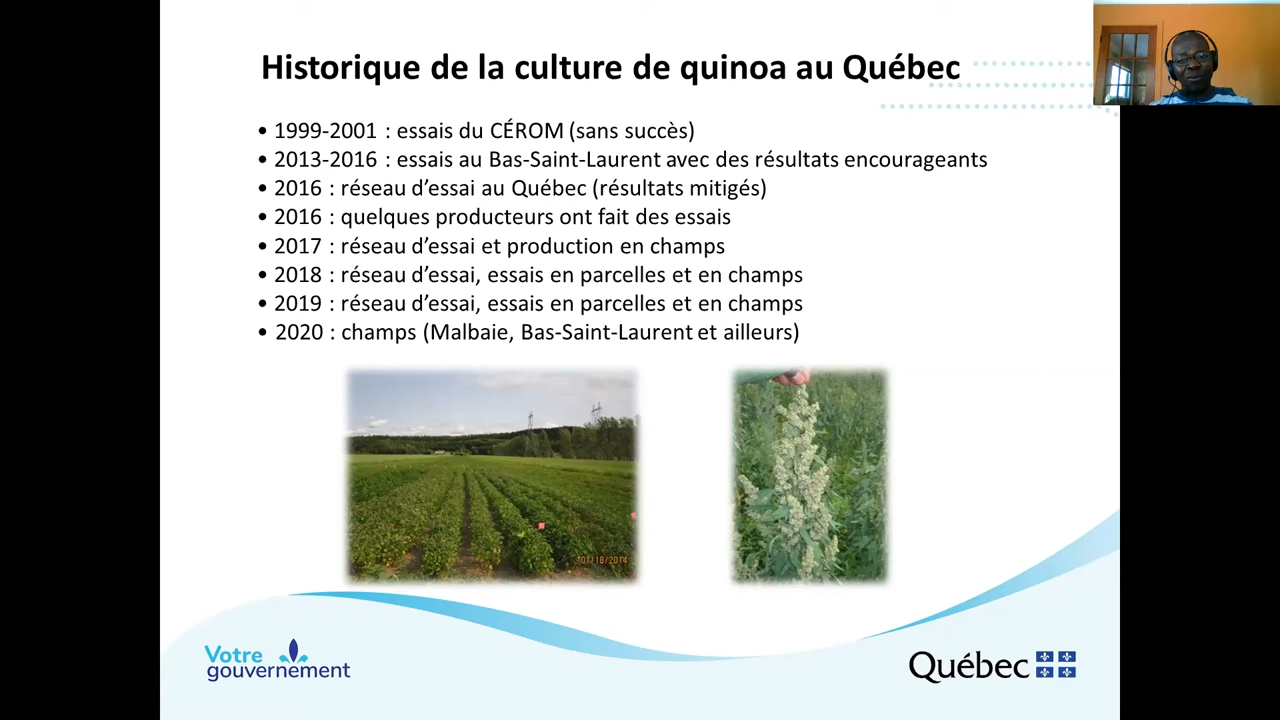 Historique de la culture de quinoa au Québec
• 1999-2001 : essais du CÉROM (sans succès)
• 2013-2016 : essais au Bas-Saint-Laurent avec des résultats encourageants
• 2016 : réseau d’essai au Québec (résultats mitigés)
• 2016 : quelques producteurs ont fait des essais
• 2017 : réseau d’essai et production en champs
• 2018 : réseau d’essai, essais en parcelles et en champs
• 2019 : réseau d’essai, essais en parcelles et en champs
• 2020 : champs (Malbaie, Bas-Saint-Laurent et ailleurs)
07/18/2014
Votre
gouvernement
Québec